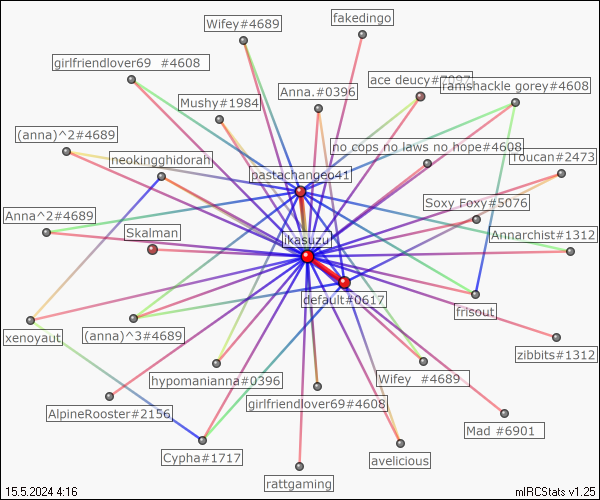 Wifey#4689
fakedingo
girlfriendlover69 #4608
ace deucy#7097
ramshackle gorey#4608
Anna.#0396
Mushy#1984
(anna)^2#4689
no cops no laws no hope#4608
neokingghidorah
Toucan#2473
pastachangeo41
Soxy Foxy#5076
Anna^2#4689
Skalman
ikasuzu
Annarchist#1312
default#0617
frisout
xenoyaut
(anna)^3#4689
zibbits#1312
hypomanianna#0396
Wifey #4689
girlfriendlover69#4608
AlpineRooster#2156
Mad #6901
Cypha#1717
avelicious
rattgaming
15.5.2024 4:16
mIRCStats v1.25